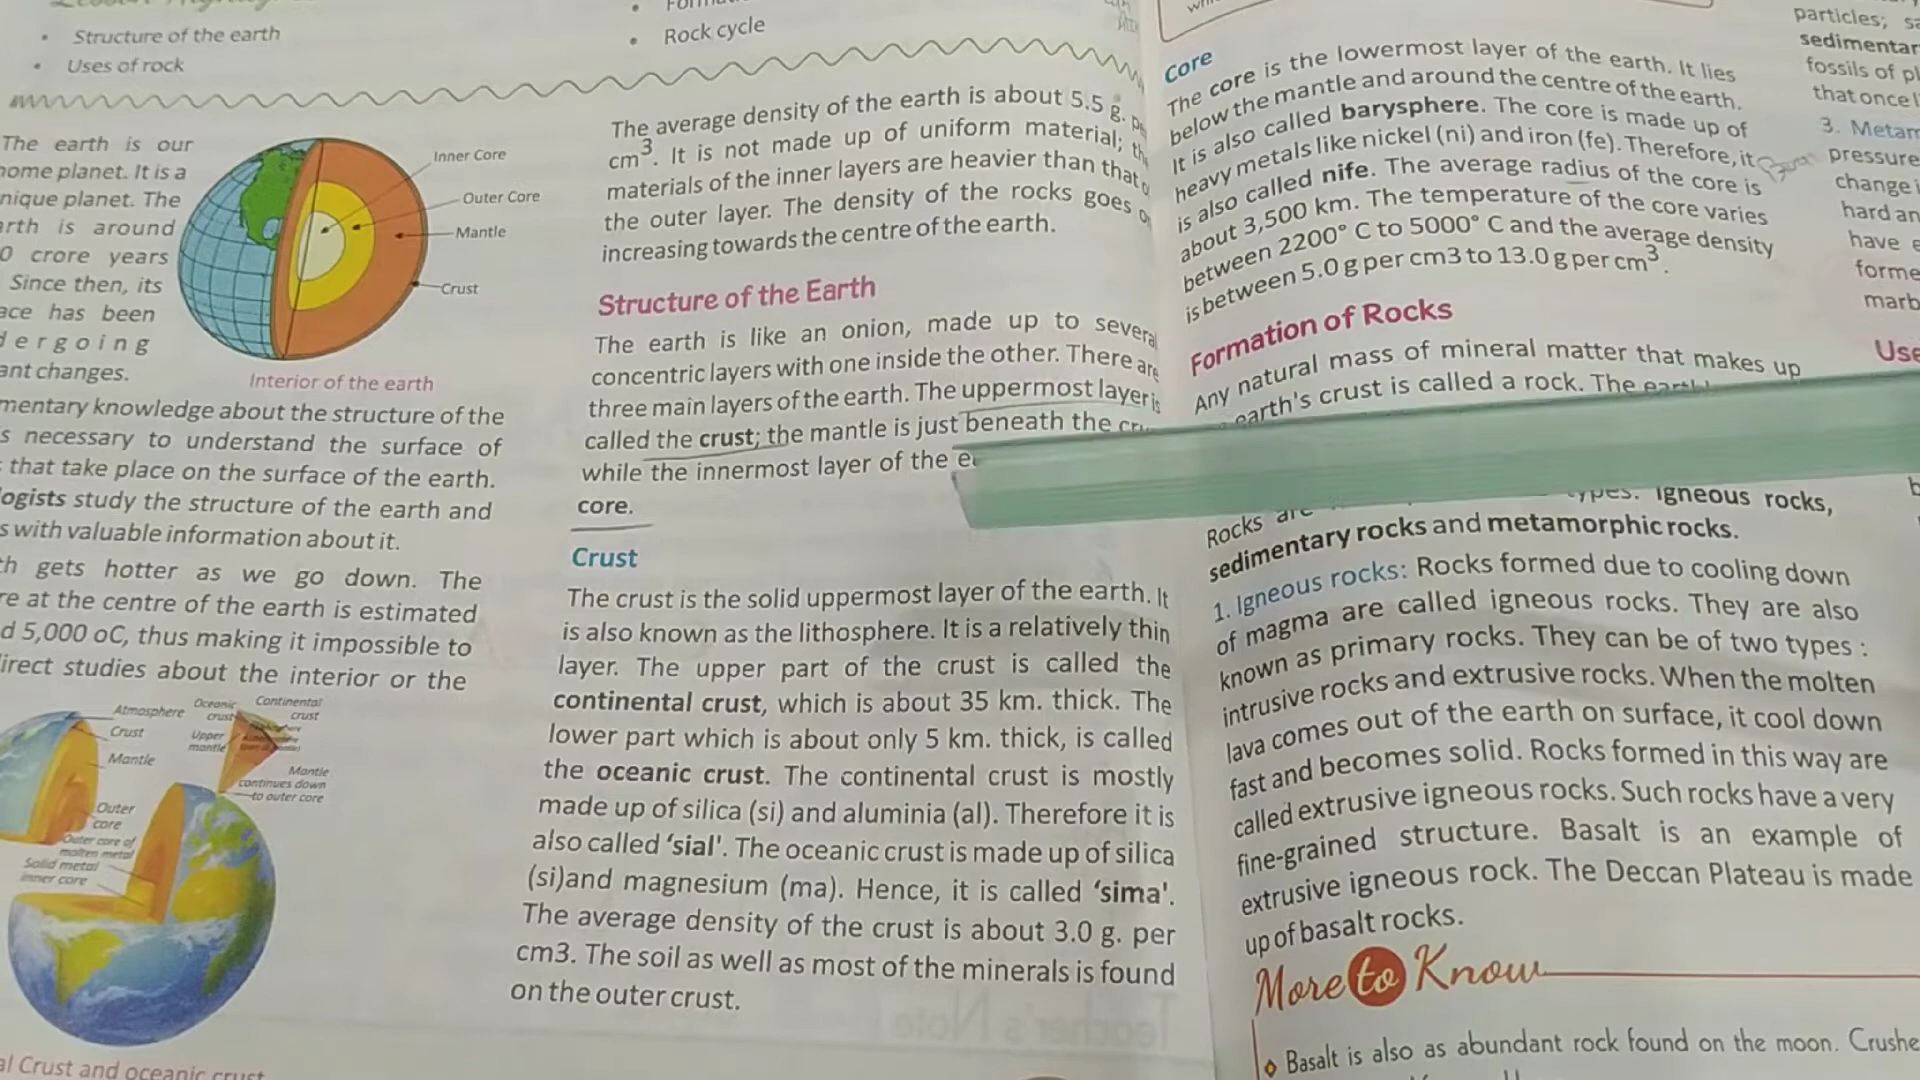 Structure of the earth
Uses of rock
Rock cycle
The earth is our
home planet. It is a
unique planet. The
earth is around
crore years
Since then, its
has been
ant changes.
Inner Core
Outer Core
Mantle
Crust
Interior of the earth
mentary knowledge about the structure of the
s necessary to understand the surface of
that take place on the surface of the earth.
ogists study the structure of the earth and
s with valuable information about it.
gets hotter as we go down. The
re at the centre of the earth is estimated
d 5,000 oC, thus making it impossible to
irect studies about the interior or the
Atmosphere
Crust
Mantle
Outer
core
Outer core of
molten metal
Solid metal
inner core
Oceanic
crust
Continental
crust
Upper
mantle
Mantle
continues down
to outer core
al Crust and oceanic crust
The average density of the earth is about 5.5 g. pe
cm3. It is not made up of uniform material; th
materials of the inner layers are heavier than that o
the outer layer. The density of the rocks goes o
increasing towards the centre of the earth.
Structure of the Earth
The earth is like an onion, made up to severa
concentric layers with one inside the other. There are
three main layers of the earth. The uppermost layer is
called the crust; the mantle is just beneath the cru
while the innermost layer of the
core.
Crust
The crust is the solid uppermost layer of the earth. It
is also known as the lithosphere. It is a relatively thin
layer. The upper part of the crust is called the
continental crust, which is about 35 km. thick. The
lower part which is about only 5 km. thick, is called
the oceanic crust. The continental crust is mostly
made up of silica (si) and aluminia (al). Therefore it is
also called ‘sial'. The oceanic crust is made up of silica
(si)and magnesium (ma). Hence, it is called ‘sima'.
The average density of the crust is about 3.0 g. per
cm3. The soil as well as most of the minerals is found
on the outer crust.
Core
The core is the lowermost layer of the earth. It lies
below the mantle and around the centre of the earth.
It is also called barysphere. The core is made up of
heavy metals like nickel (ni) and iron (fe). Therefore, it
is also called nife. The average radius of the core is
about 3,500 km. The temperature of the core varies
between 2200° C to 5000° C and the average density
is between 5.0 g per cm3 to 13.0 g per cm3.
Formation of Rocks
Any natural mass of mineral matter that makes up
earth's crust is called a rock. The
Rocks are types. Igneous rocks,
sedimentary rocks and metamorphic rocks.
1. Igneous rocks: Rocks formed due to cooling down
of magma are called igneous rocks. They are also
known as primary rocks. They can be of two types :
intrusive rocks and extrusive rocks. When the molten
lava comes out of the earth on surface, it cool down
fast and becomes solid. Rocks formed in this way are
called extrusive igneous rocks. Such rocks have a very
fine-grained structure. Basalt is an example of
extrusive igneous rock. The Deccan Plateau is made
up of basalt rocks.
More to Know
Basalt is also as abundant rock found on the moon. Crushe
particles; sa
sedimentar
fossils of pl
that once l
3. Metam
pressure
change i
hard an
have e
forme
marb
Use